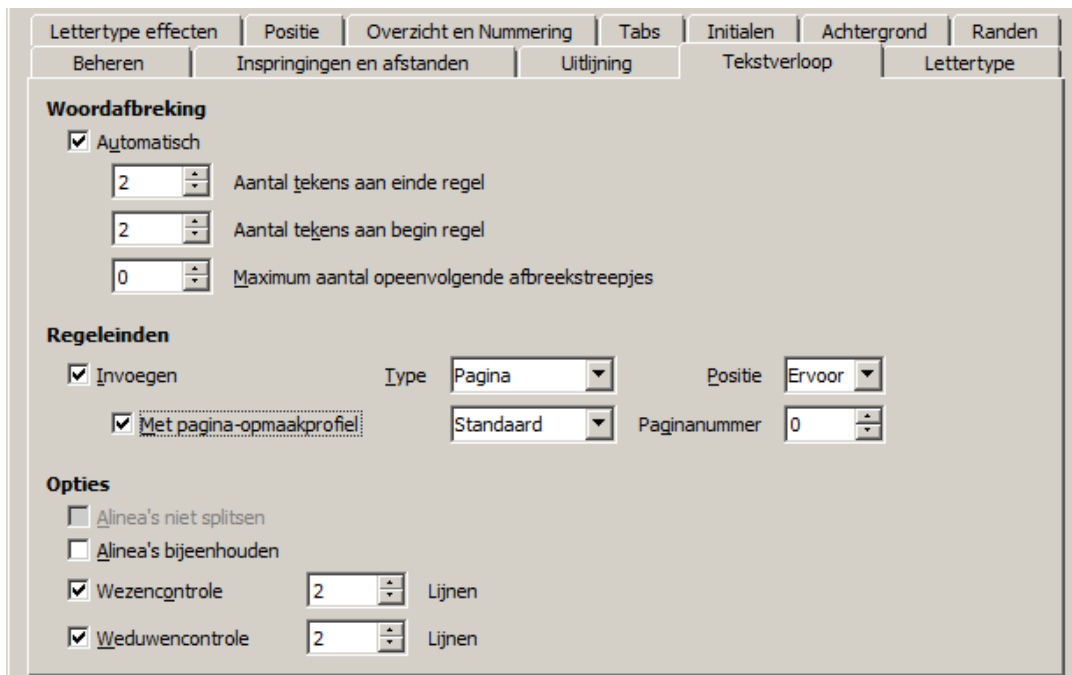 Lettertype effecten Positie Overzicht en Nummering Tabs Initialen Achtergrond Randen
Beheren Inspringingen en afstanden Uitlijning Tekstverloop Lettertype
Woordafbreking
Automatisch
2 Aantal tekens aan einde regel
2 Aantal tekens aan begin regel
0 Maximum aantal opeenvolgende afbreekstreepjes
Regeleinden
Invoegen Type Pagina Positie Ervoor
Met pagina-opmaakprofiel Standaard Paginanummer 0
Opties
Alinea's niet splitsen
Alinea's bijeenhouden
Wezencontrole 2 Lijnen
Weduwencontrole 2 Lijnen